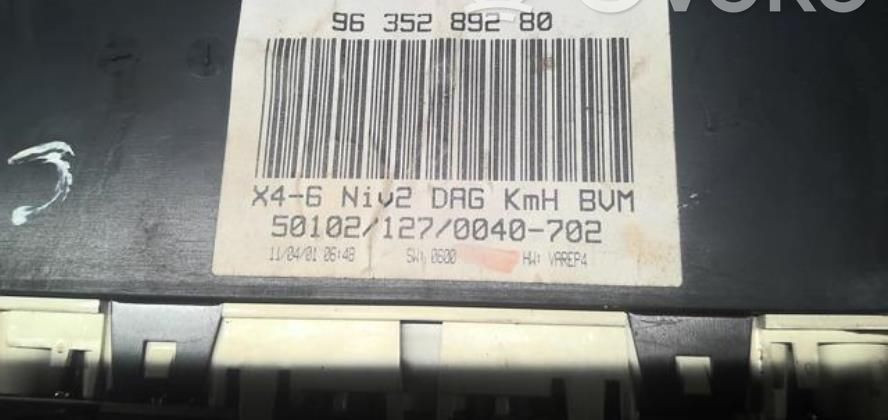 96 352 892 80
X4-6 Niv2 DAG KmH BVM
50102/127/0040-702
11/04/01 06:48 SW: 0600 HW: VAREP4